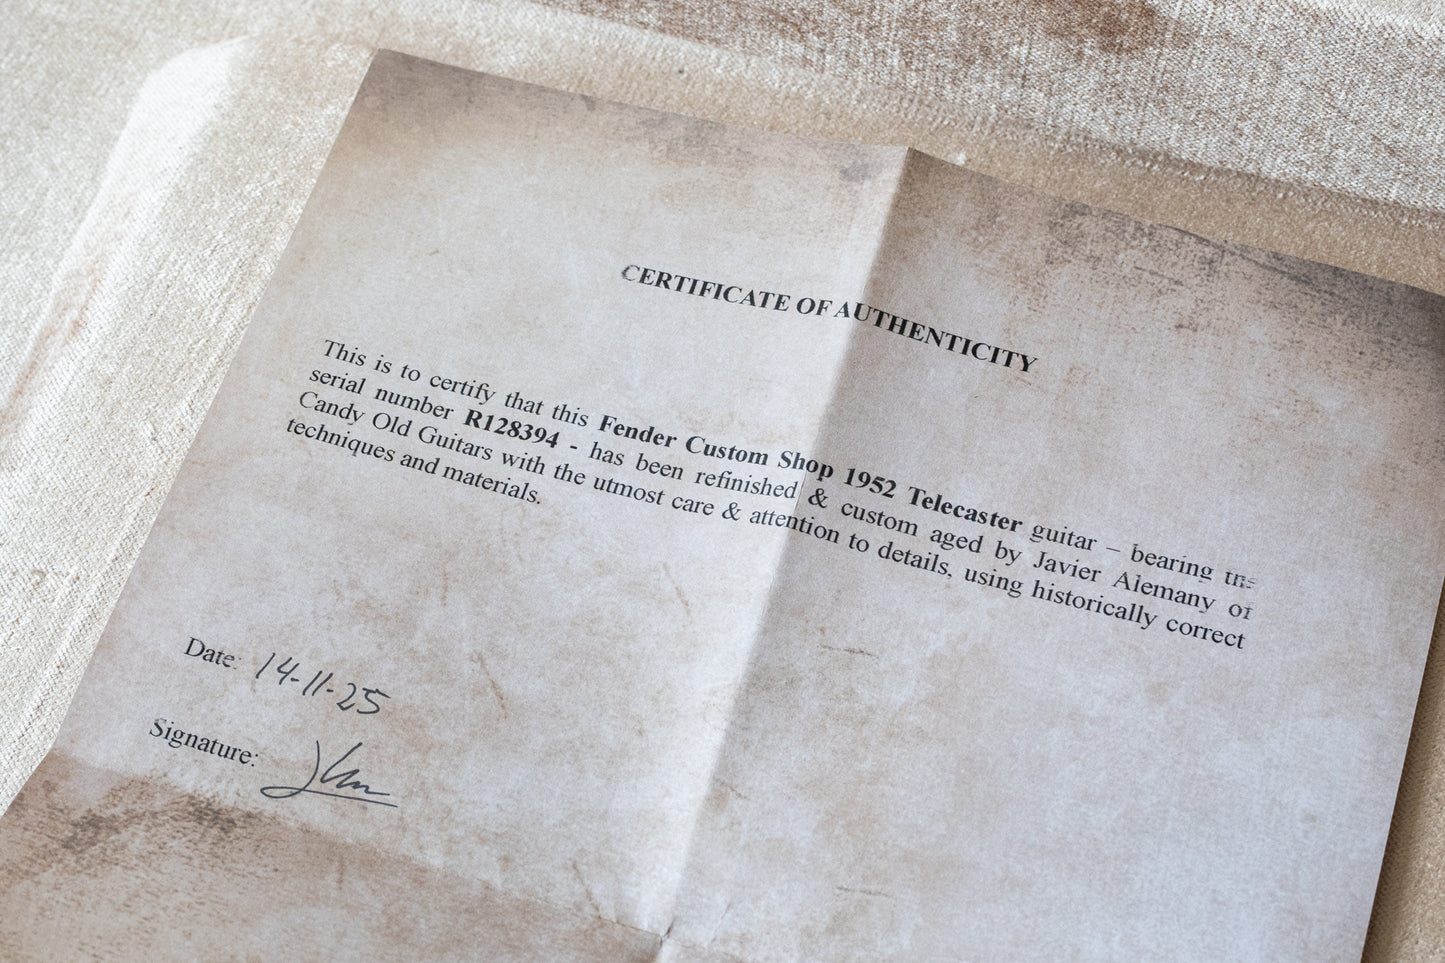 CERTIFICATE OF AUTHENTICITY
This is to certify that this Fender Custom Shop 1952 Telecaster guitar – bearing the
serial number R128394 - has been refinished & custom aged by Javier Alemany of
Candy Old Guitars with the utmost care & attention to details, using historically correct
techniques and materials.
Date: 14-11-25
Signature: